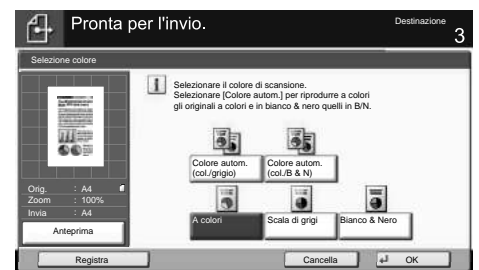 Pronta per l'invio.
Destinazione
3
Selezione colore
Selezionare il colore di scansione.
Selezionare [Colore autom.] per riprodurre a colori
gli originali a colori e in bianco & nero quelli in B/N.
Colore autom.
(col./grigio)
Colore autom.
(col./B & N)
A colori
Scala di grigi
Bianco & Nero
Orig. : A4
Zoom : 100%
Invia : A4
Anteprima
Registra
Cancella
OK